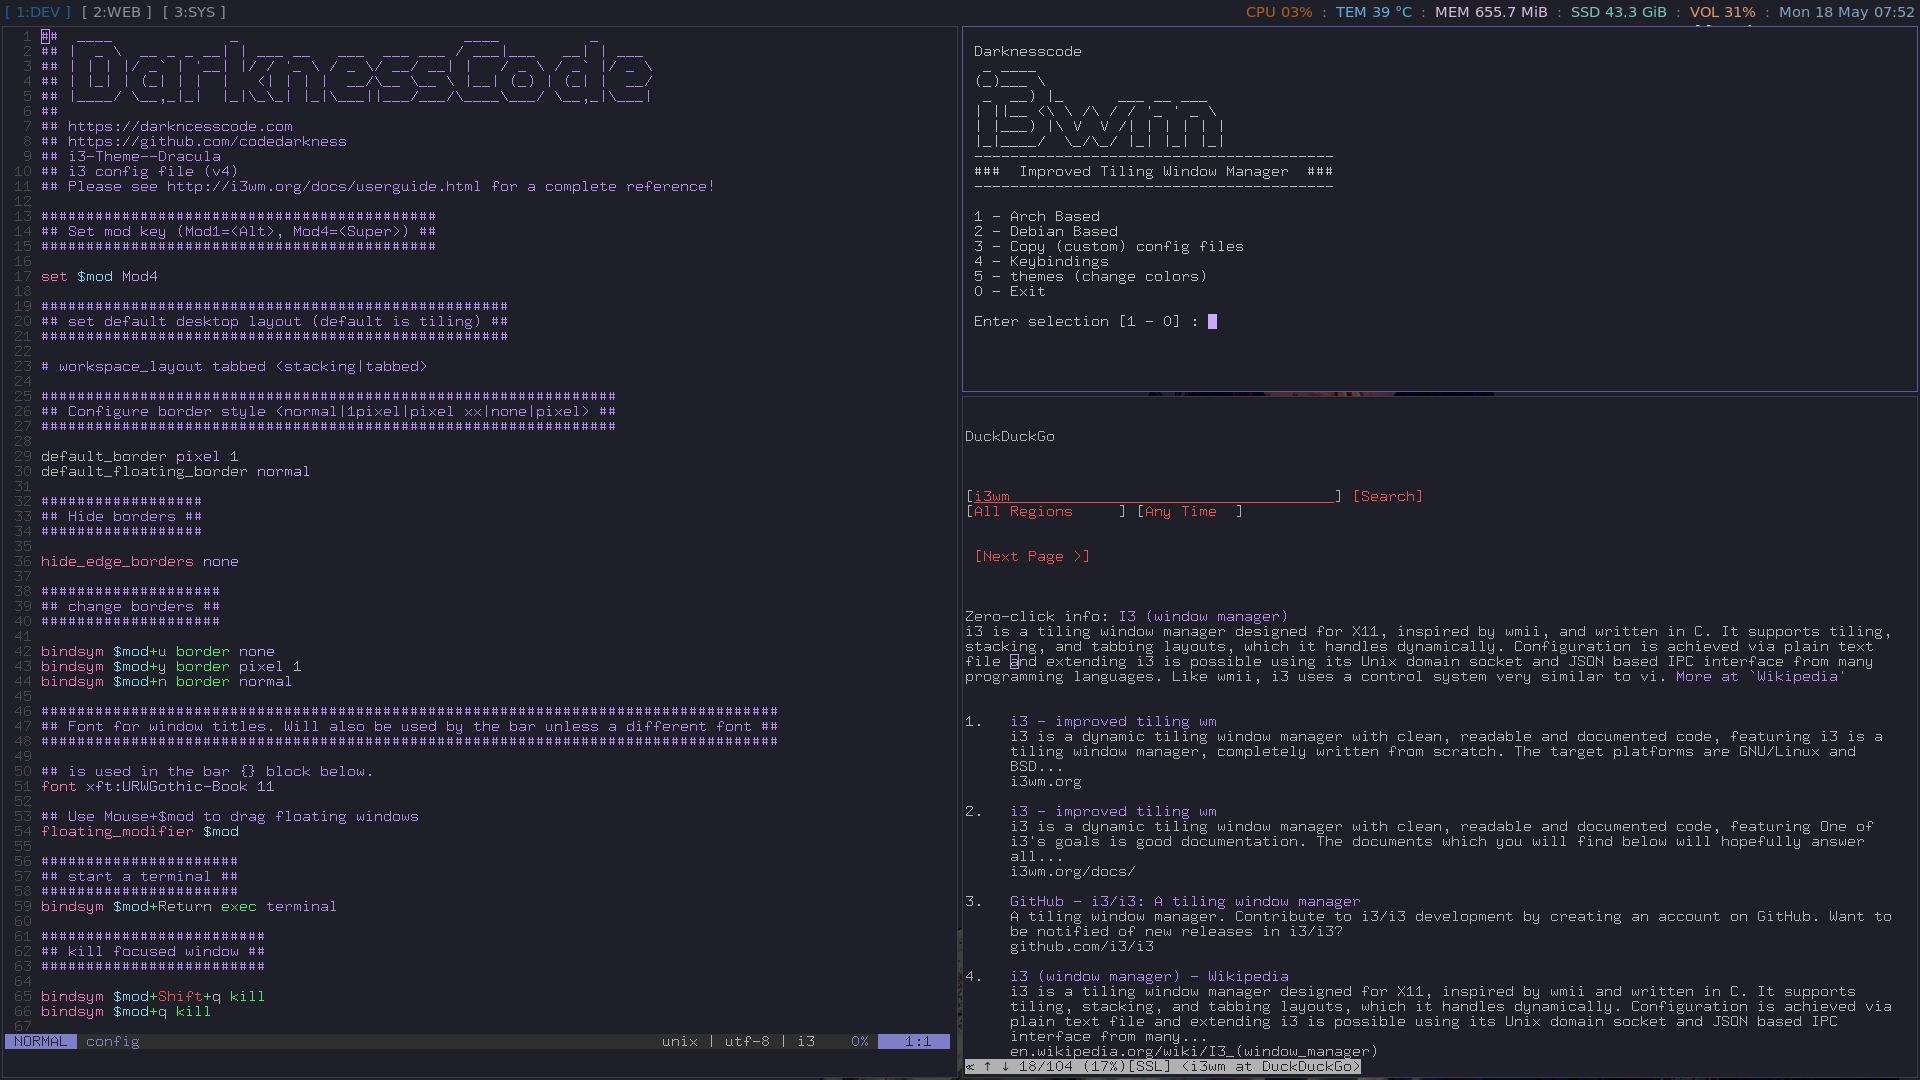 [ 1:DEV ] [ 2:WEB ] [ 3:SYS ]
CPU 03% : TEM 39 °C : MEM 655.7 MiB : SSD 43.3 GiB : VOL 31% : Mon 18 May 07:52
DarknessCode
1 ##
2 ##
3 ##
4 ##
5 ##
6 ##
7 ## https://darkncesscode.com
8 ## https://github.com/codedarkness
9 ## i3-Theme--Dracula
10 ## i3 config file (v4)
11 ## Please see http://i3wm.org/docs/userguide.html for a complete reference!
12
13 ############################################
14 ## Set mod key (Mod1=<Alt>, Mod4=<Super>) ##
15 ############################################
16
17 set $mod Mod4
18
19 ####################################################
20 ## set default desktop layout (default is tiling) ##
21 ####################################################
22
23 # workspace_layout tabbed <stacking|tabbed>
24
25 ################################################################
26 ## Configure border style <normal|1pixel|pixel xx|none|pixel> ##
27 ################################################################
28
29 default_border pixel 1
30 default_floating_border normal
31
32 ##################
33 ## Hide borders ##
34 ##################
35
36 hide_edge_borders none
37
38 ####################
39 ## change borders ##
40 ####################
41
42 bindsym $mod+u border none
43 bindsym $mod+y border pixel 1
44 bindsym $mod+n border normal
45
46 ##################################################################################
47 ## Font for window titles. Will also be used by the bar unless a different font ##
48 ##################################################################################
49
50 ## is used in the bar {} block below.
51 font xft:URWGothic-Book 11
52
53 ## Use Mouse+$mod to drag floating windows
54 floating_modifier $mod
55
56 ######################
57 ## start a terminal ##
58 ######################
59 bindsym $mod+Return exec terminal
60
61 #########################
62 ## kill focused window ##
63 #########################
64
65 bindsym $mod+Shift+q kill
66 bindsym $mod+q kill
67
NORMAL config unix | utf-8 | i3 0% 1:1
Darknesscode
i3wm
----------------------------------------
### Improved Tiling Window Manager ###
----------------------------------------
1 - Arch Based
2 - Debian Based
3 - Copy (custom) config files
4 - Keybindings
5 - themes (change colors)
0 - Exit
Enter selection [1 - 0] :
DuckDuckGo
[i3wm____________________________________] [Search]
[All Regions     ] [Any Time  ]
[Next Page >]
Zero-click info: I3 (window manager)
i3 is a tiling window manager designed for X11, inspired by wmii, and written in C. It supports tiling,
stacking, and tabbing layouts, which it handles dynamically. Configuration is achieved via plain text
file and extending i3 is possible using its Unix domain socket and JSON based IPC interface from many
programming languages. Like wmii, i3 uses a control system very similar to vi. More at `Wikipedia'
1. i3 - improved tiling wm
i3 is a dynamic tiling window manager with clean, readable and documented code, featuring i3 is a
tiling window manager, completely written from scratch. The target platforms are GNU/Linux and
BSD...
i3wm.org
2. i3 - improved tiling wm
i3 is a dynamic tiling window manager with clean, readable and documented code, featuring One of
i3's goals is good documentation. The documents which you will find below will hopefully answer
all...
i3wm.org/docs/
3. GitHub - i3/i3: A tiling window manager
A tiling window manager. Contribute to i3/i3 development by creating an account on GitHub. Want to
be notified of new releases in i3/i3?
github.com/i3/i3
4. i3 (window manager) - Wikipedia
i3 is a tiling window manager designed for X11, inspired by wmii and written in C. It supports
tiling, stacking, and tabbing layouts, which it handles dynamically. Configuration is achieved via
plain text file and extending i3 is possible using its Unix domain socket and JSON based IPC
interface from many...
en.wikipedia.org/wiki/I3_(window_manager)
≪ ↑ ↓ 18/104 (17%)[SSL] <i3wm at DuckDuckGo>